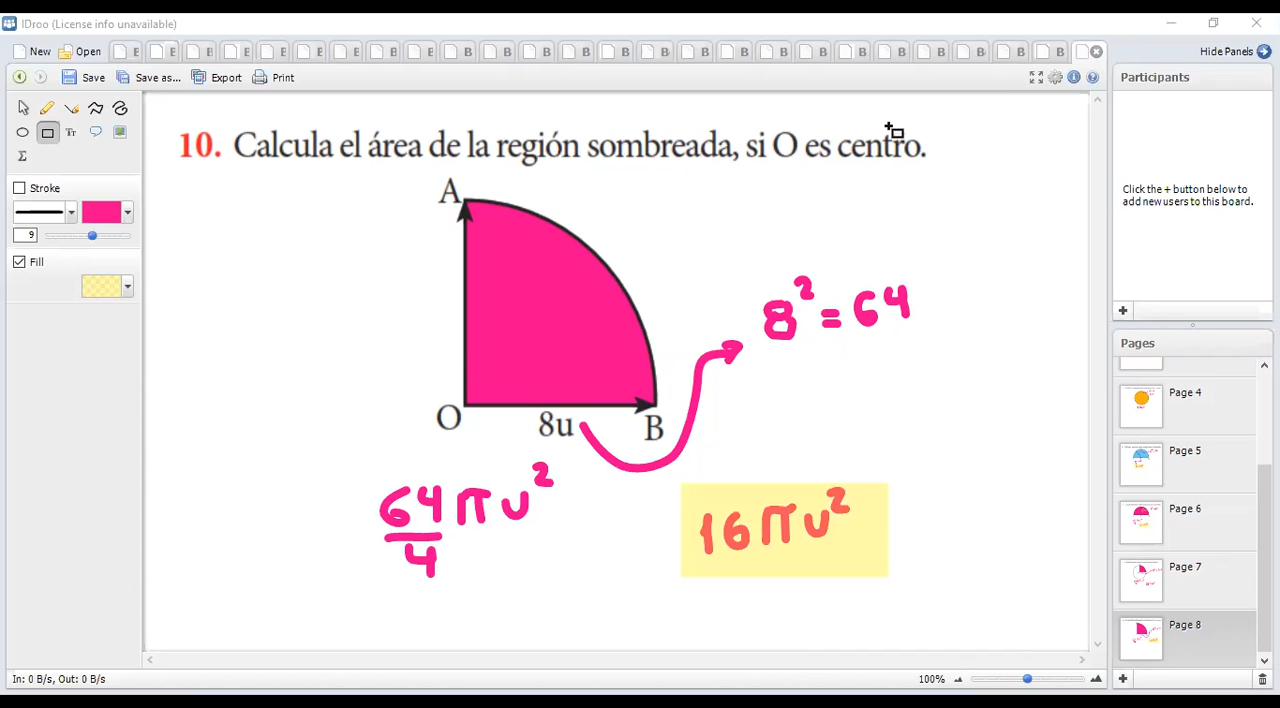 IDroo (License info unavailable)
New Open E E B B E E E E E B B B B B B B B B B B B B B B B Hide Panels
Save Save as... Export Print
Participants
Click the + button below to
add new users to this board.
Tт
Σ
Stroke
9
Fill
10. Calcula el área de la región sombreada, si O es centro.
A
O
8u
B
8² = 64
64/4 πu²
16πu²
Pages
Page 4
Page 5
Page 6
Page 7
Page 8
In: 0 B/s, Out: 0 B/s
100%